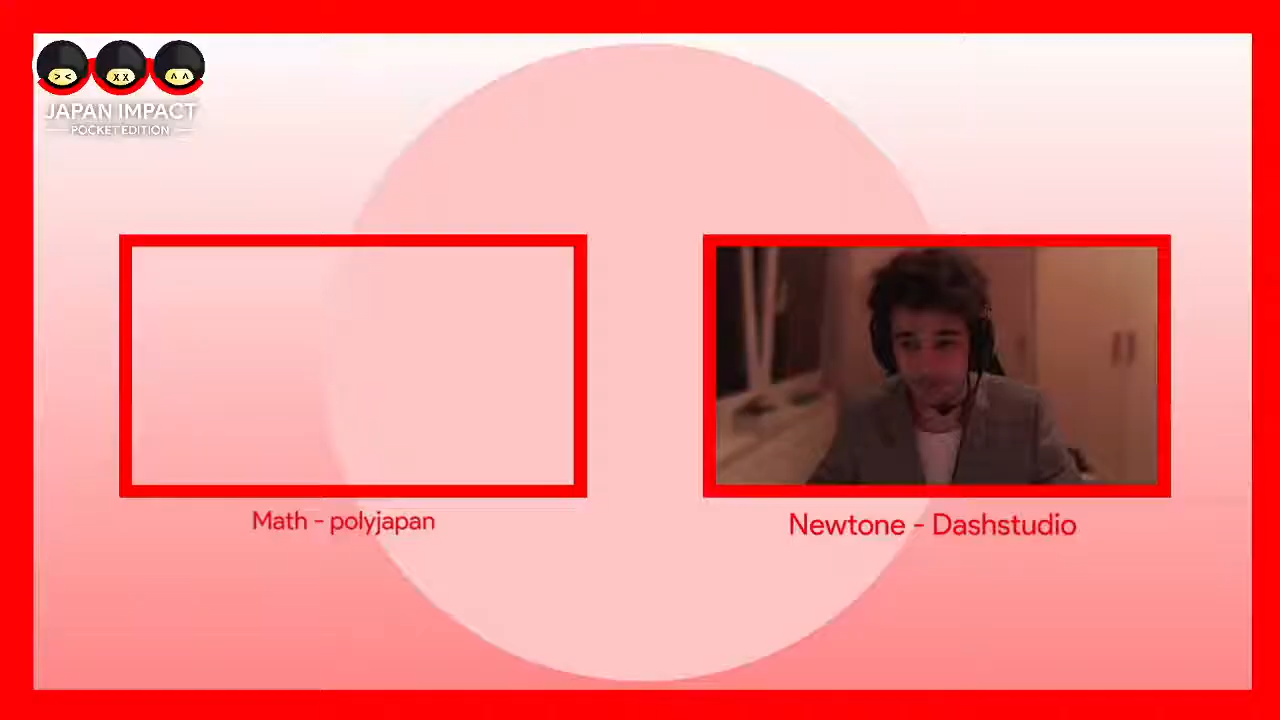 > < x x ^ ^
JAPAN IMPACT
POCKET EDITION
Math - polyjapan
Newtone - Dashstudio